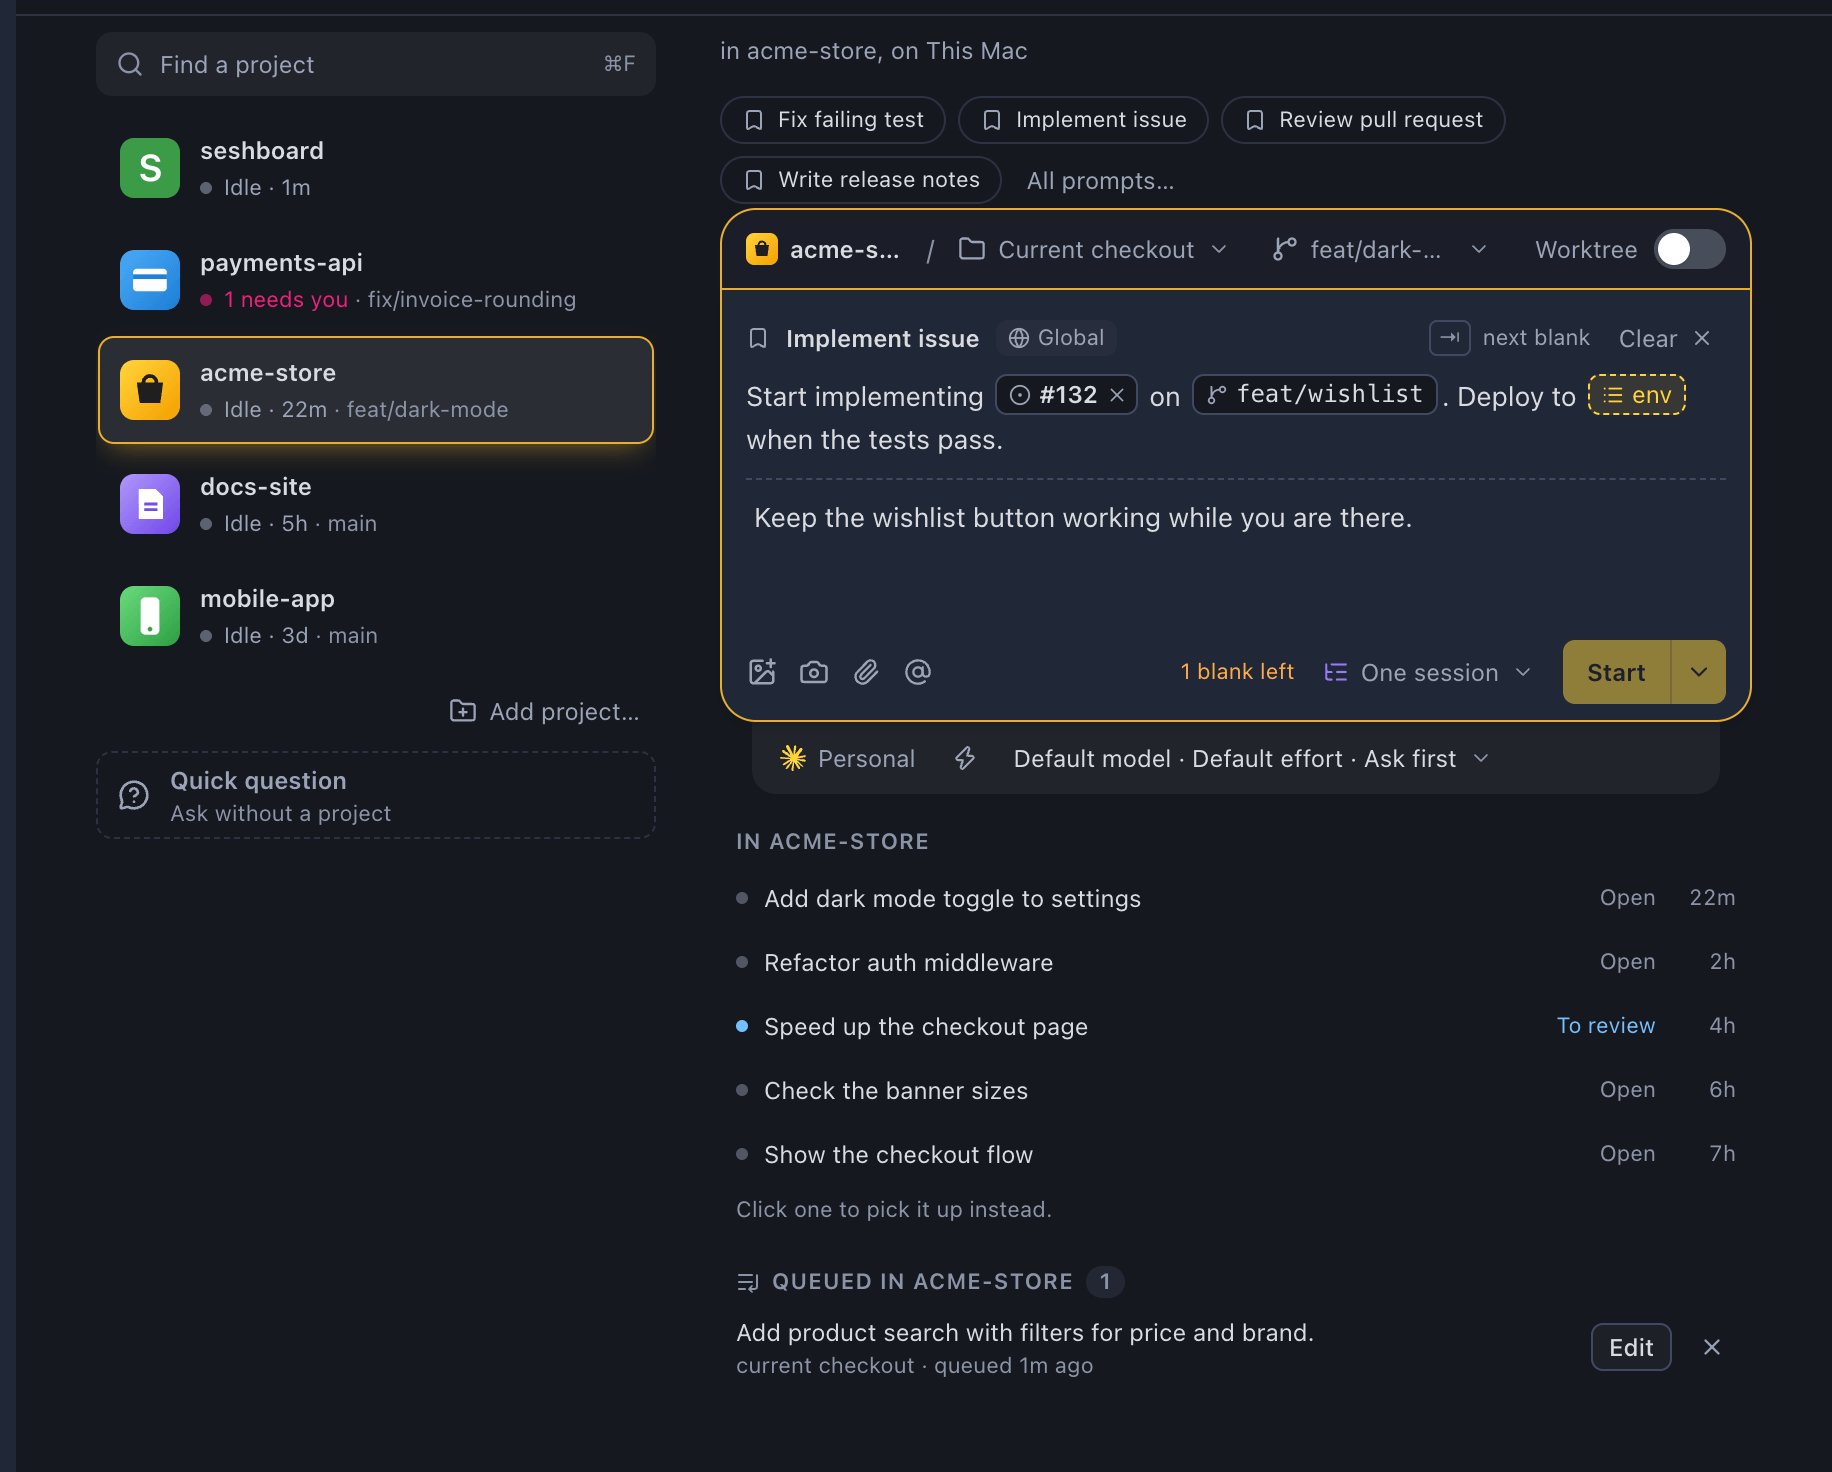 Find a project ⌘F
S
seshboard
Idle · 1m
payments-api
1 needs you · fix/invoice-rounding
acme-store
Idle · 22m · feat/dark-mode
docs-site
Idle · 5h · main
mobile-app
Idle · 3d · main
Add project...
Quick question
Ask without a project
in acme-store, on This Mac
Fix failing test
Implement issue
Review pull request
Write release notes
All prompts...
acme-s... / Current checkout feat/dark-... Worktree
Implement issue Global next blank Clear
Start implementing #132 on feat/wishlist . Deploy to env
when the tests pass.
Keep the wishlist button working while you are there.
1 blank left One session Start
Personal Default model · Default effort · Ask first
IN ACME-STORE
Add dark mode toggle to settings Open 22m
Refactor auth middleware Open 2h
Speed up the checkout page To review 4h
Check the banner sizes Open 6h
Show the checkout flow Open 7h
Click one to pick it up instead.
QUEUED IN ACME-STORE 1
Add product search with filters for price and brand.
current checkout · queued 1m ago
Edit